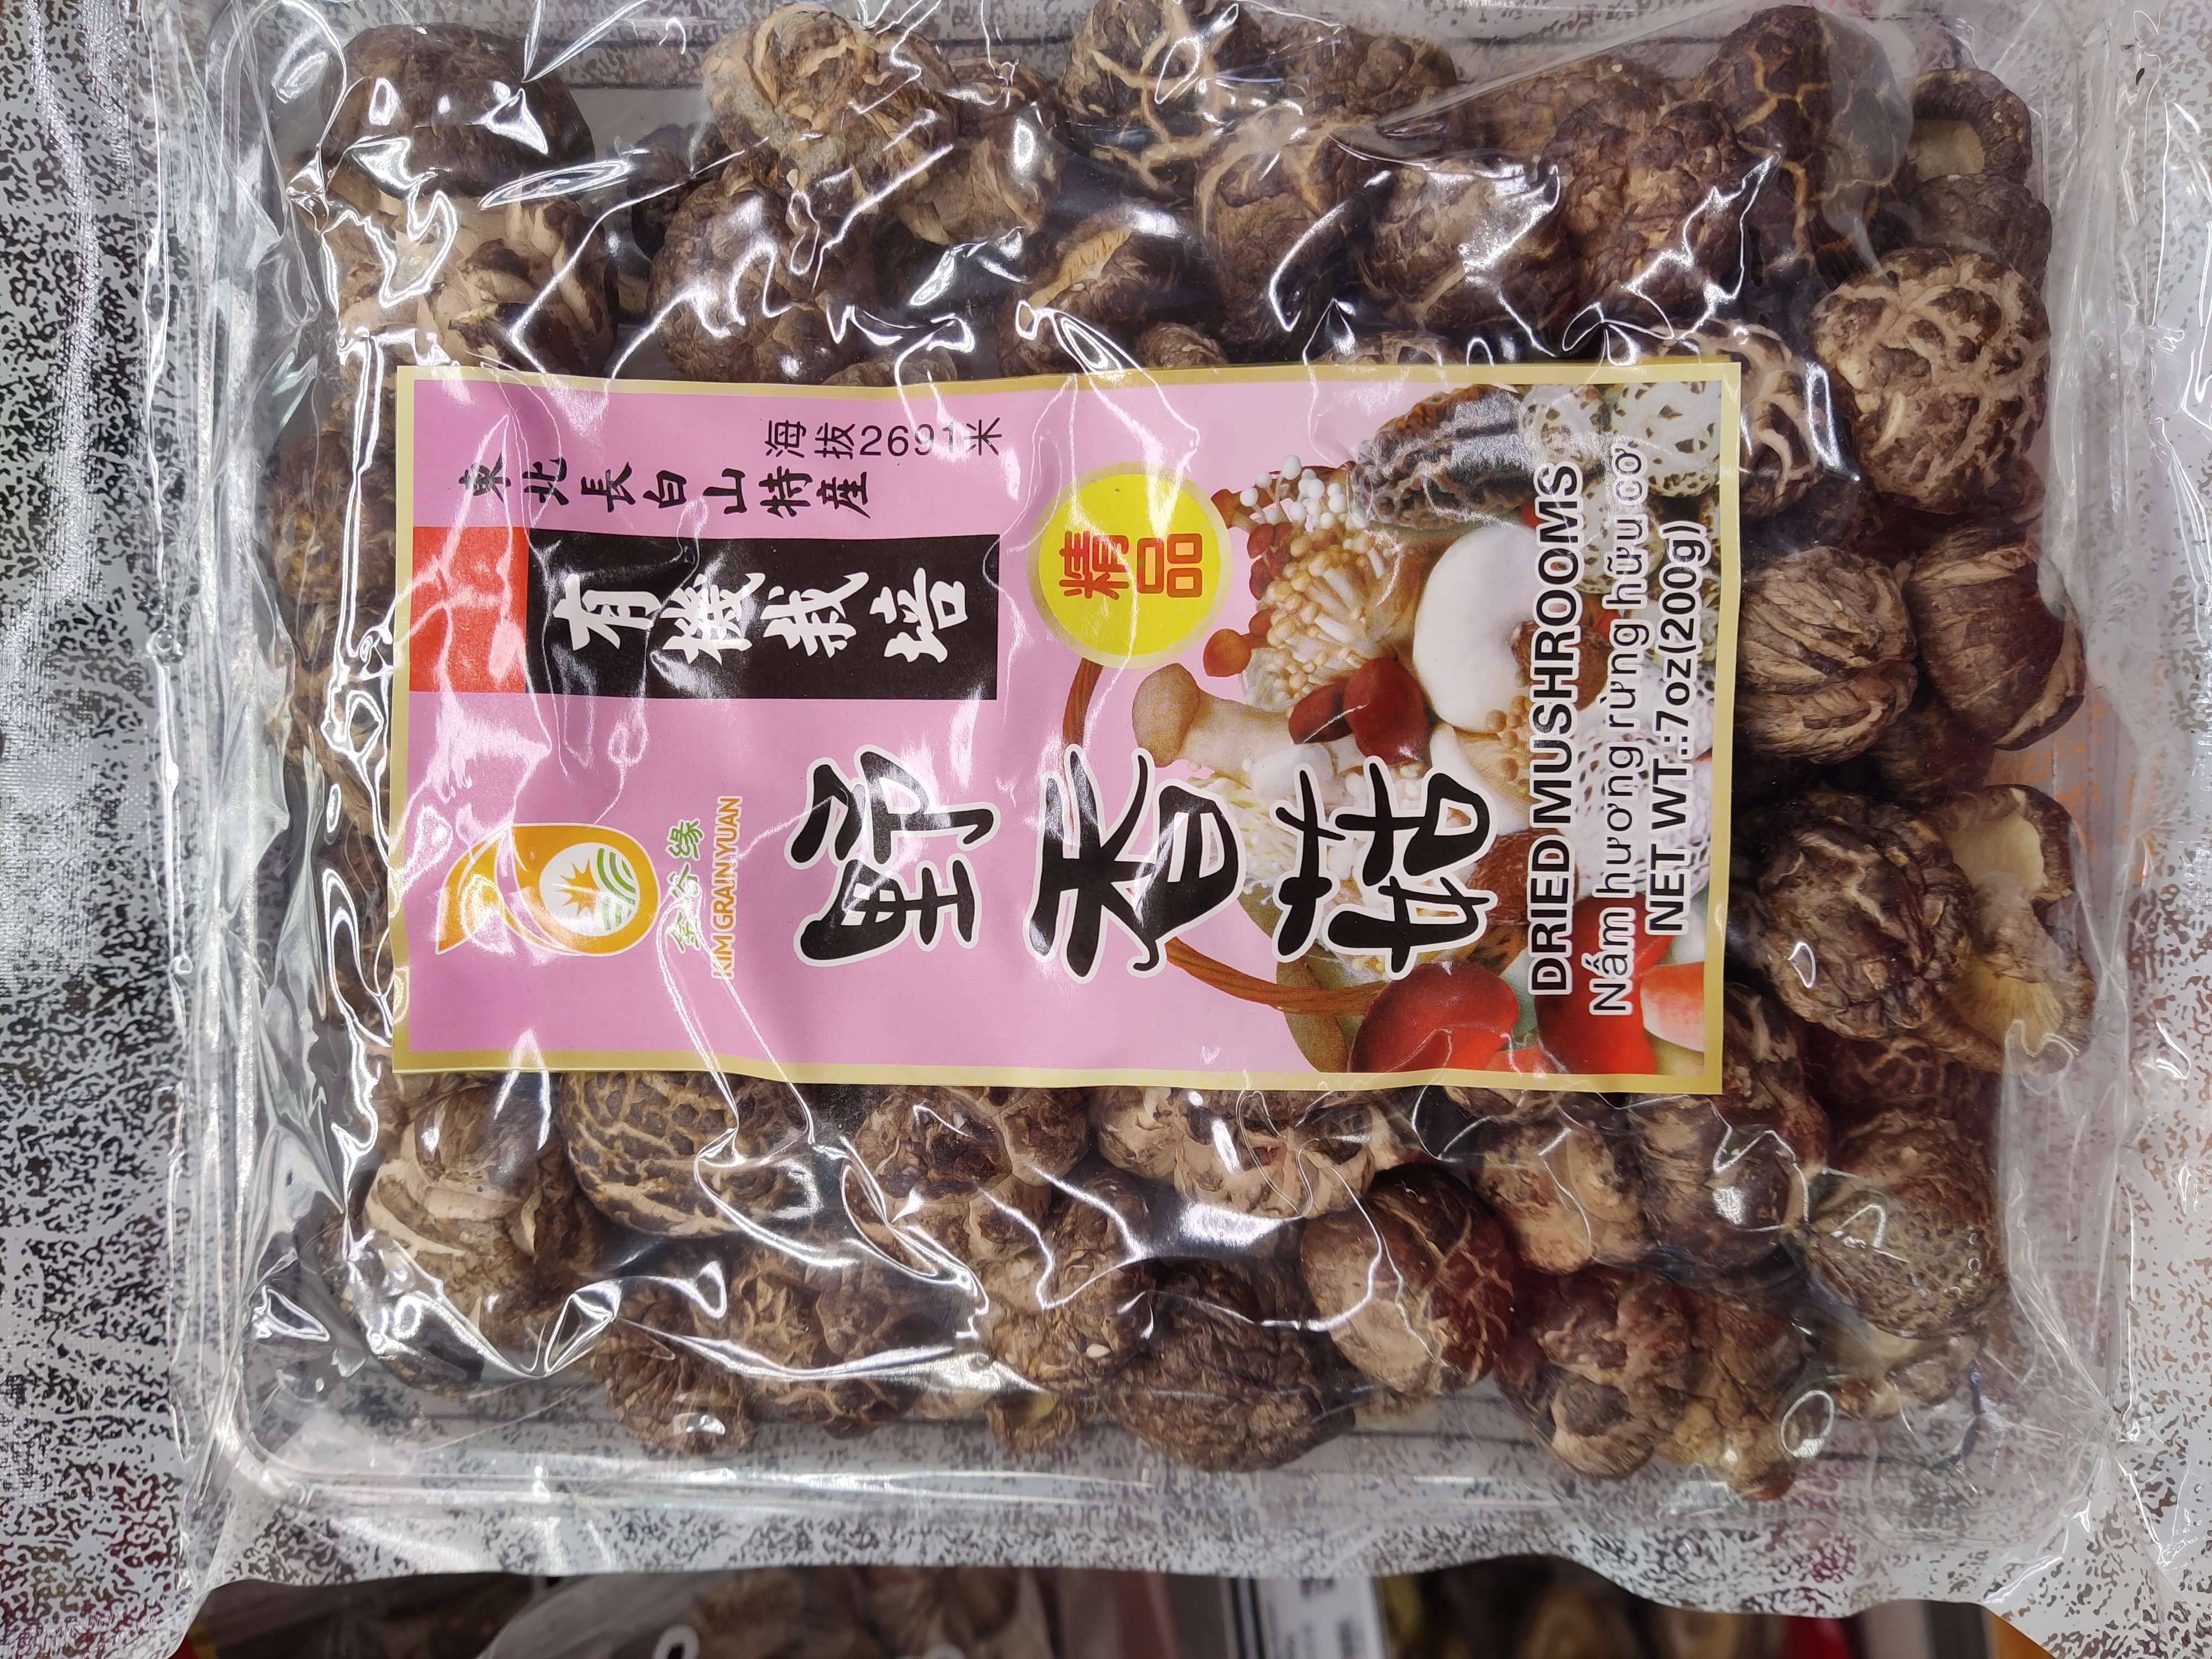 海拔2691米
東北長白山特産
有機栽培
精品
金谷缘
KIM GRAIN YUAN
野香菇
DRIED MUSHROOMS
Nấm hương rừng hữu cơ
NET WT.:7oz(200g)